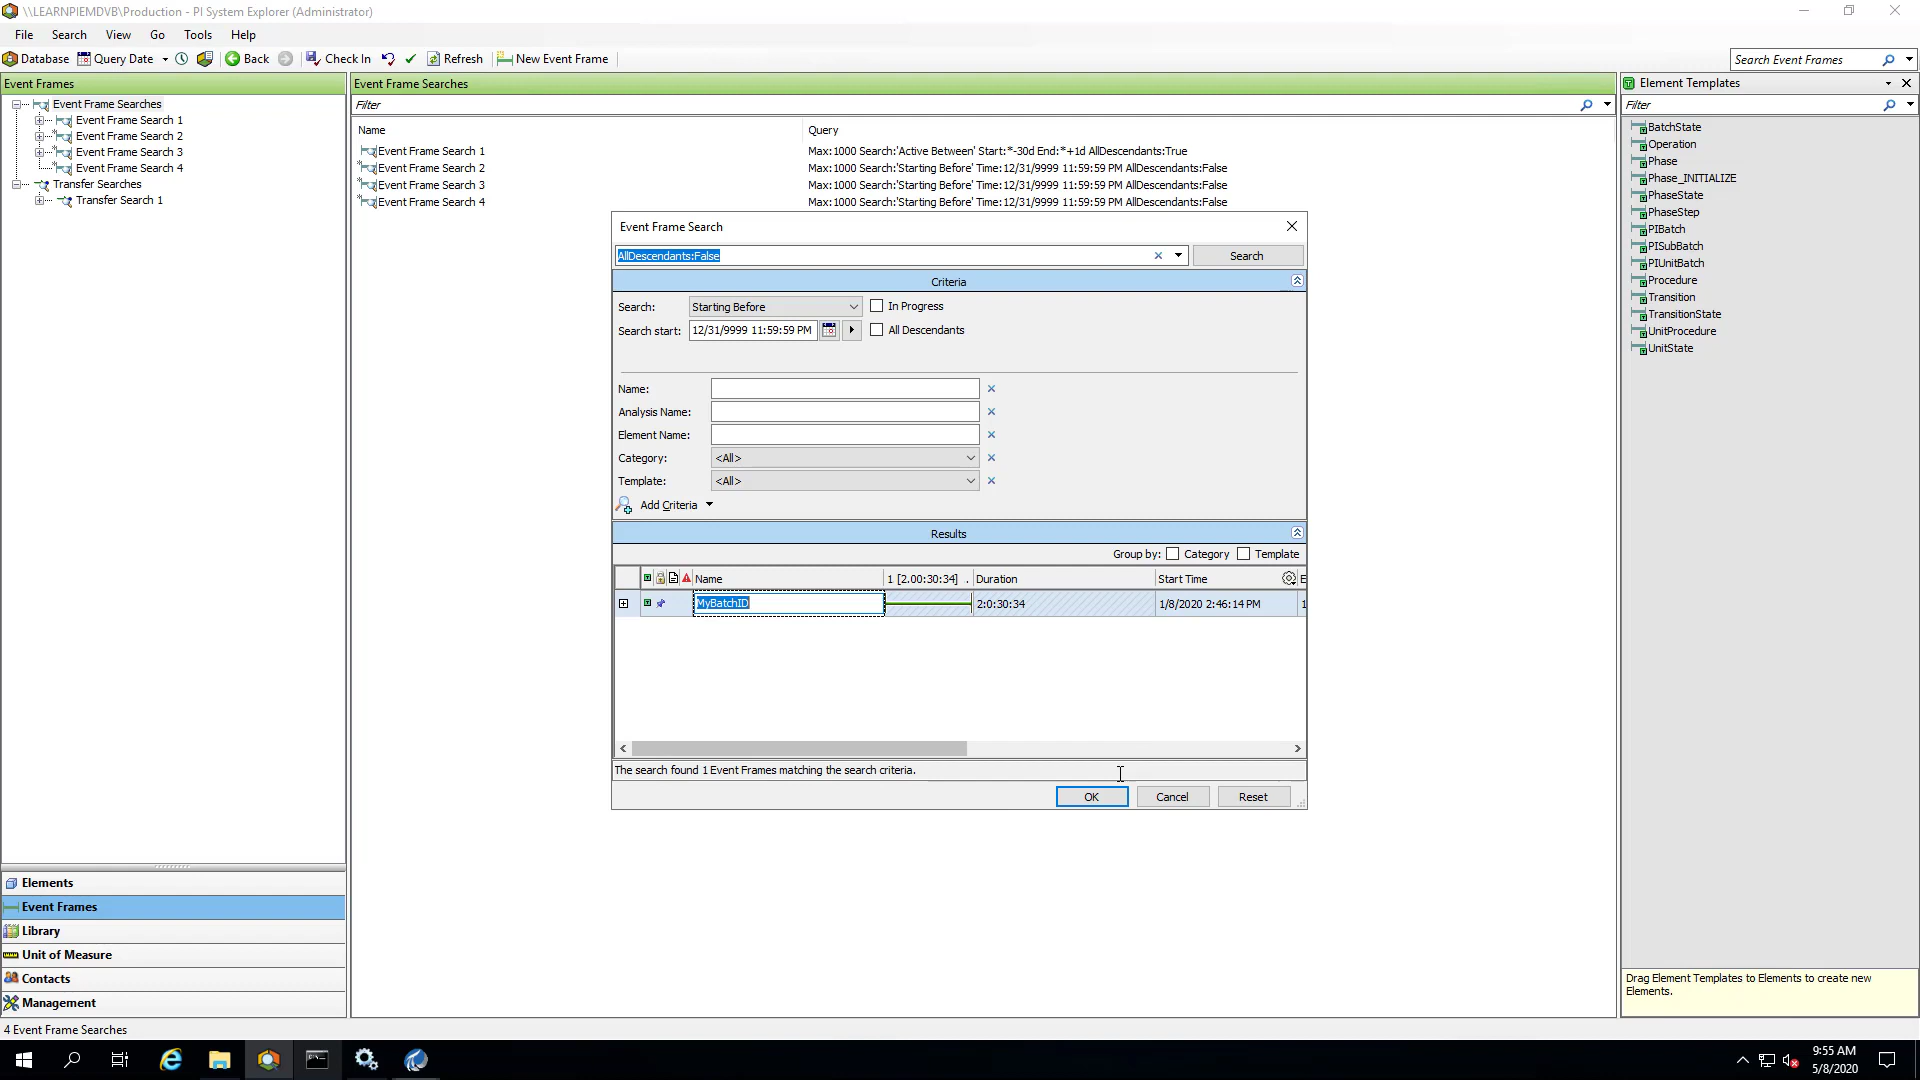 \\LEARNPIEMDVB\Production - PI System Explorer (Administrator)
File Search View Go Tools Help
Database Query Date Back Check In Refresh New Event Frame Search Event Frames
Event Frames
Event Frame Searches
Event Frame Search 1
Event Frame Search 2
Event Frame Search 3
Event Frame Search 4
Transfer Searches
Transfer Search 1
Event Frame Searches
Filter
Name Query
Event Frame Search 1 Max:1000 Search:'Active Between' Start:*-30d End:*+1d AllDescendants:True
Event Frame Search 2 Max:1000 Search:'Starting Before' Time:12/31/9999 11:59:59 PM AllDescendants:False
Event Frame Search 3 Max:1000 Search:'Starting Before' Time:12/31/9999 11:59:59 PM AllDescendants:False
Event Frame Search 4 Max:1000 Search:'Starting Before' Time:12/31/9999 11:59:59 PM AllDescendants:False
Event Frame Search
AllDescendants:False Search
Criteria
Search: Starting Before In Progress
Search start: 12/31/9999 11:59:59 PM All Descendants
Name:
Analysis Name:
Element Name:
Category: <All>
Template: <All>
Add Criteria
Results
Group by: Category Template
Name 1 [2.00:30:34] . Duration Start Time E
MyBatchID 2:0:30:34 1/8/2020 2:46:14 PM 1
The search found 1 Event Frames matching the search criteria.
OK Cancel Reset
Element Templates
Filter
BatchState
Operation
Phase
Phase_INITIALIZE
PhaseState
PhaseStep
PIBatch
PISubBatch
PIUnitBatch
Procedure
Transition
TransitionState
UnitProcedure
UnitState
Drag Element Templates to Elements to create new
Elements.
Elements
Event Frames
Library
Unit of Measure
Contacts
Management
4 Event Frame Searches
9:55 AM
5/8/2020